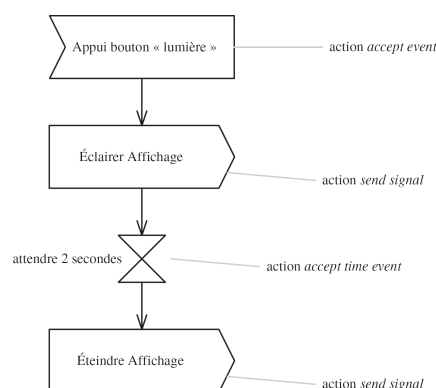 Appui bouton « lumière »
action accept event
Éclairer Affichage
action send signal
attendre 2 secondes
action accept time event
Éteindre Affichage
action send signal